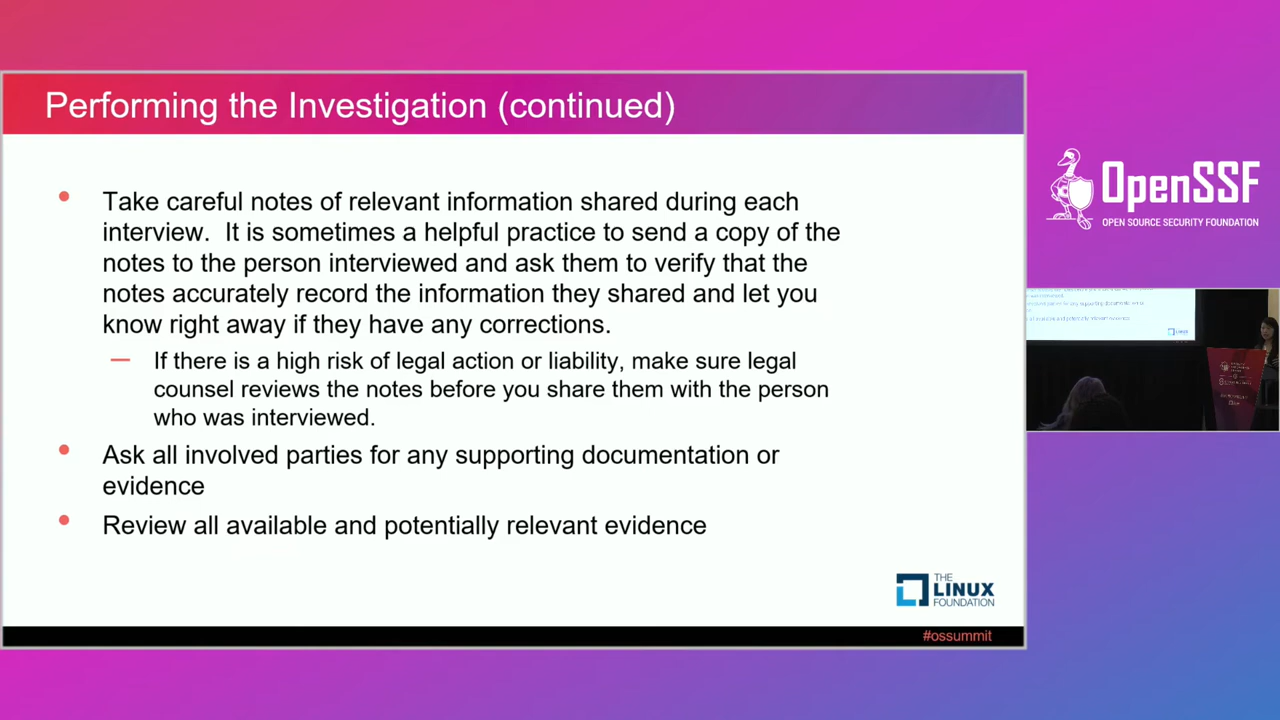 Performing the Investigation (continued)
Take careful notes of relevant information shared during each
interview.  It is sometimes a helpful practice to send a copy of the
notes to the person interviewed and ask them to verify that the
notes accurately record the information they shared and let you
know right away if they have any corrections.
If there is a high risk of legal action or liability, make sure legal
counsel reviews the notes before you share them with the person
who was interviewed.
Ask all involved parties for any supporting documentation or
evidence
Review all available and potentially relevant evidence
THE
LINUX
FOUNDATION
#ossummit
OpenSSF
OPEN SOURCE SECURITY FOUNDATION